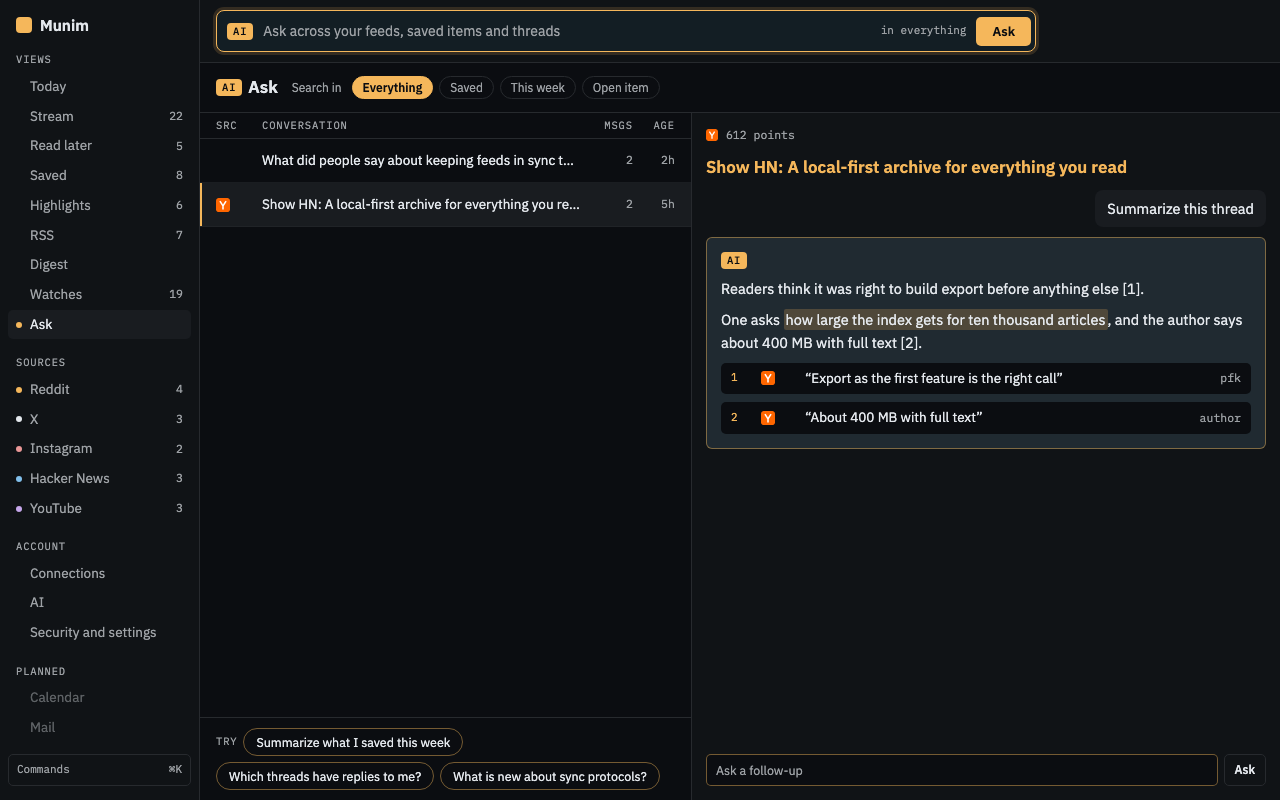 Munim
VIEWS
Today
Stream 22
Read later 5
Saved 8
Highlights 6
RSS 7
Digest
Watches 19
Ask
SOURCES
Reddit 4
X 3
Instagram 2
Hacker News 3
YouTube 3
ACCOUNT
Connections
AI
Security and settings
PLANNED
Calendar
Mail
Commands ⌘K
AI Ask across your feeds, saved items and threads in everything Ask
AI Ask Search in Everything Saved This week Open item
SRC CONVERSATION MSGS AGE
What did people say about keeping feeds in sync t... 2 2h
Y Show HN: A local-first archive for everything you re... 2 5h
TRY Summarize what I saved this week
Which threads have replies to me? What is new about sync protocols?
Y 612 points
Show HN: A local-first archive for everything you read
Summarize this thread
AI
Readers think it was right to build export before anything else [1].
One asks how large the index gets for ten thousand articles, and the author says
about 400 MB with full text [2].
1 Y “Export as the first feature is the right call” pfk
2 Y “About 400 MB with full text” author
Ask a follow-up Ask